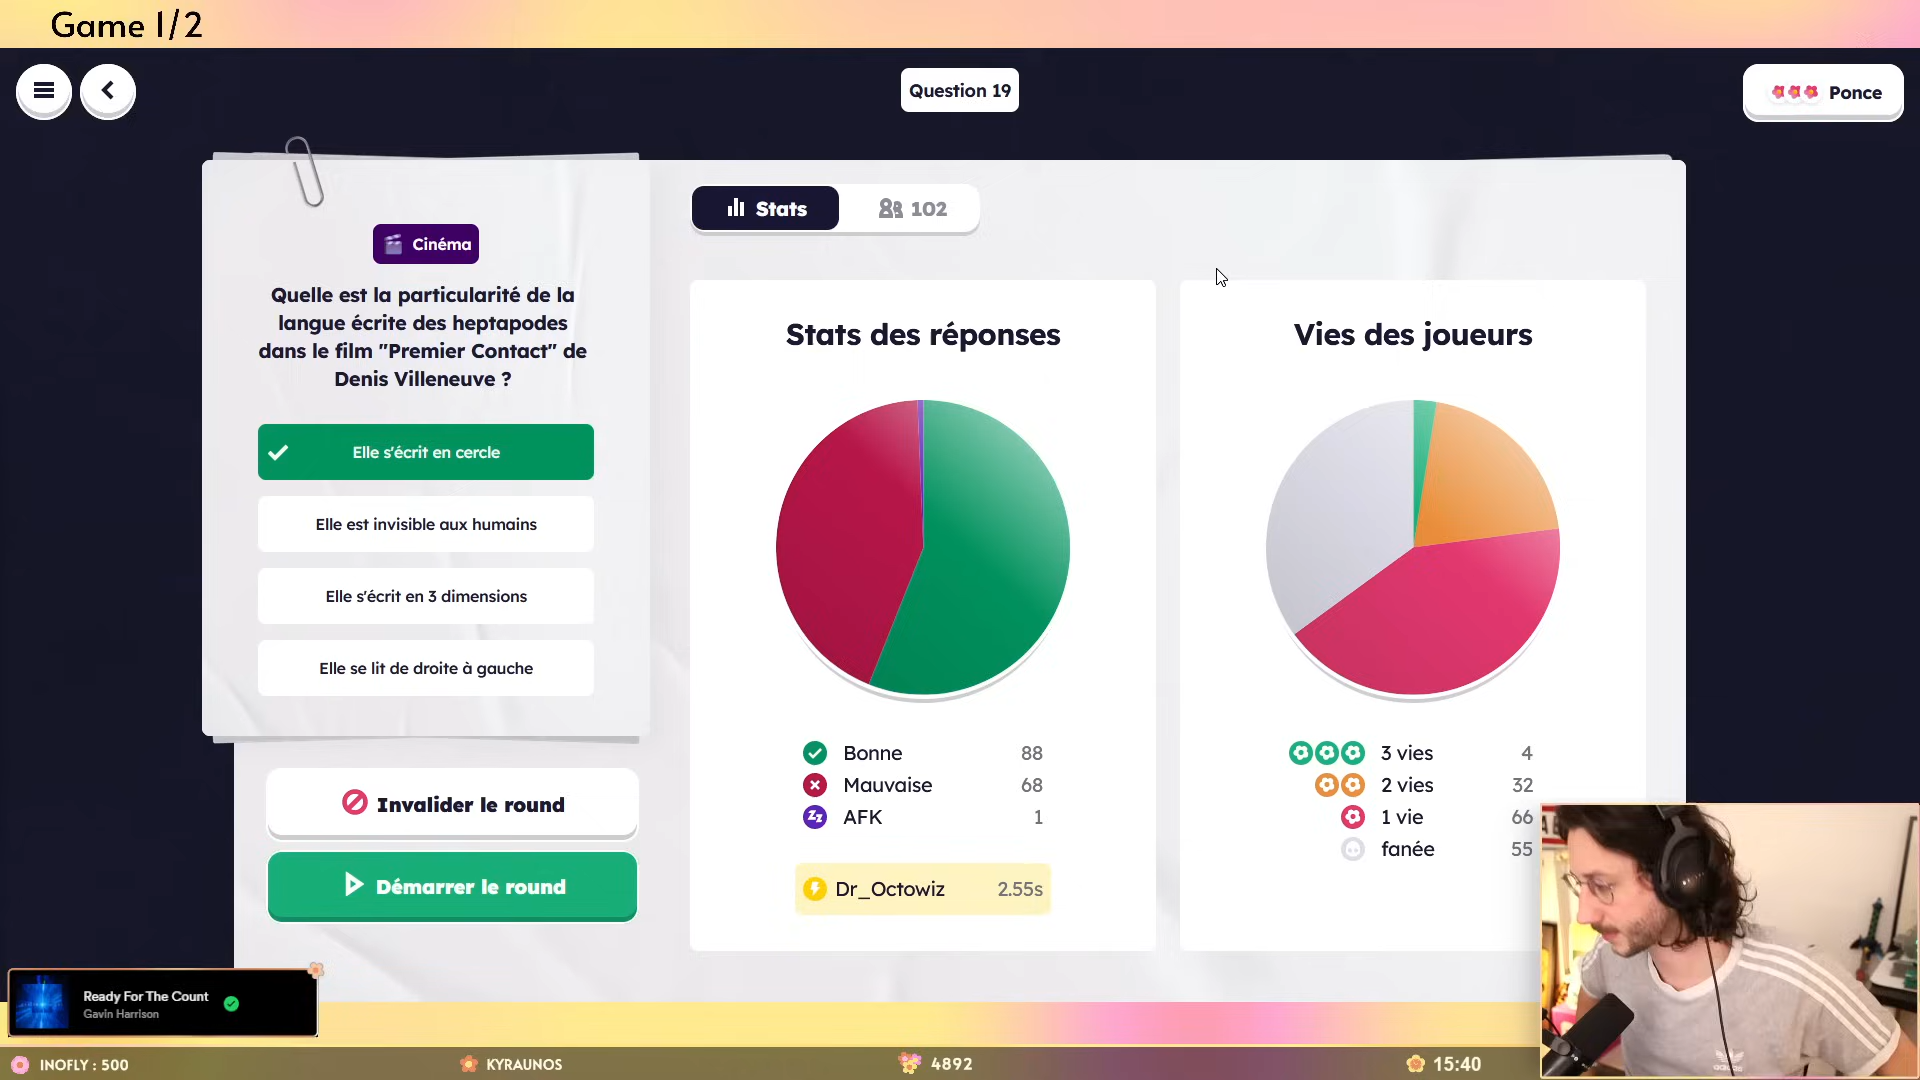 Game 1/2
Question 19
Ponce
Stats
102
Cinéma
Quelle est la particularité de la
langue écrite des heptapodes
dans le film "Premier Contact" de
Denis Villeneuve ?
Elle s'écrit en cercle
Elle est invisible aux humains
Elle s'écrit en 3 dimensions
Elle se lit de droite à gauche
Invalider le round
Démarrer le round
Stats des réponses
Bonne 88
Mauvaise 68
AFK 1
Dr_Octowiz 2.55s
Vies des joueurs
3 vies 4
2 vies 32
1 vie 66
fanée 55
Ready For The Count
Gavin Harrison
INOFLY : 500
KYRAUNOS
4892
15:40